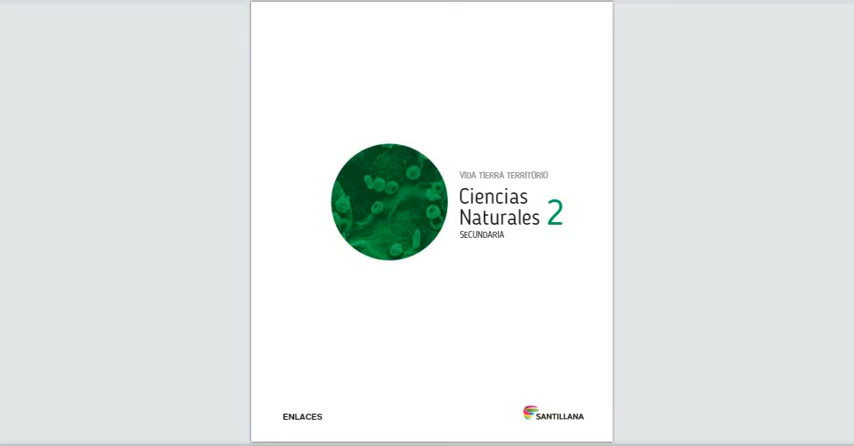 VIDA TIERRA TERRITORIO
Ciencias
Naturales 2
SECUNDARIA
ENLACES
SANTILLANA